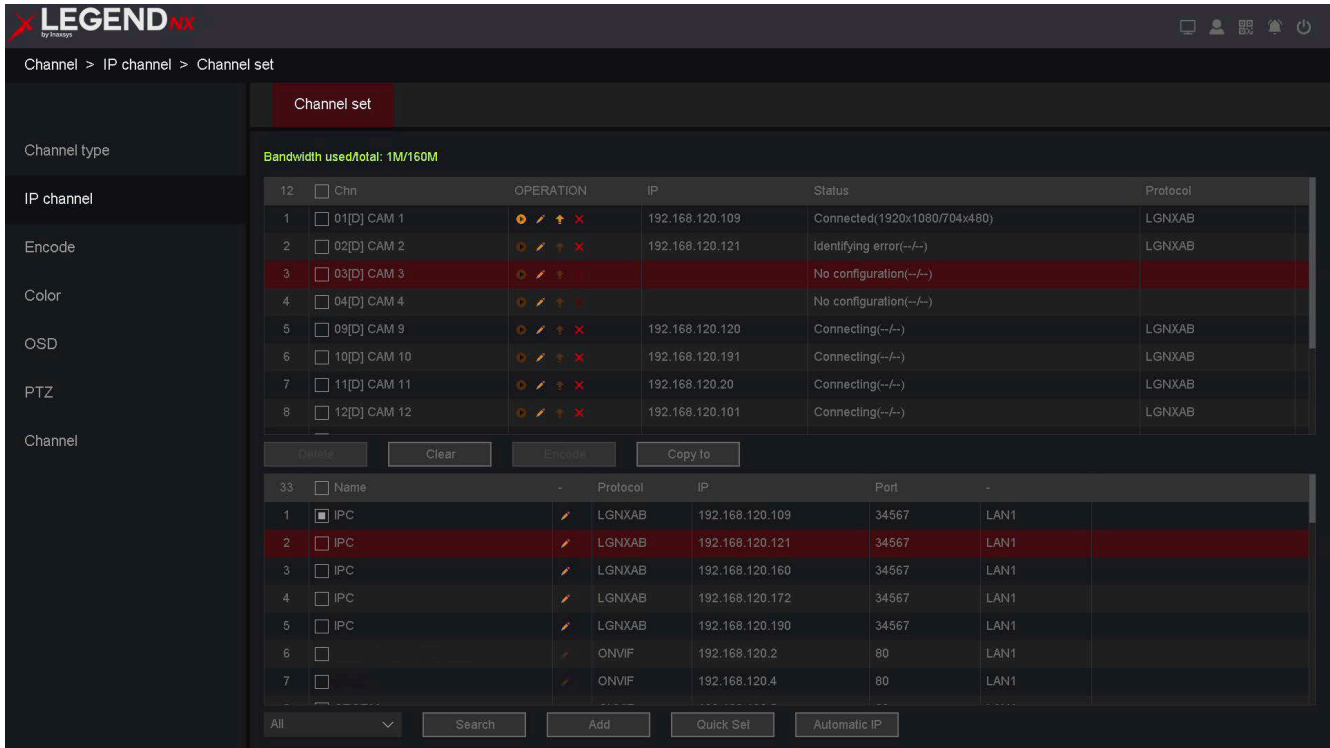 LEGENDNX
by Inaxsys
Channel > IP channel > Channel set
Channel set
Channel type
IP channel
Encode
Color
OSD
PTZ
Channel
Bandwidth used/total: 1M/160M
12 Chn OPERATION IP Status Protocol
1 01[D] CAM 1 192.168.120.109 Connected(1920x1080/704x480) LGNXAB
2 02[D] CAM 2 192.168.120.121 Identifying error(--/--) LGNXAB
3 03[D] CAM 3 No configuration(--/--)
4 04[D] CAM 4 No configuration(--/--)
5 09[D] CAM 9 192.168.120.120 Connecting(--/--) LGNXAB
6 10[D] CAM 10 192.168.120.191 Connecting(--/--) LGNXAB
7 11[D] CAM 11 192.168.120.20 Connecting(--/--) LGNXAB
8 12[D] CAM 12 192.168.120.101 Connecting(--/--) LGNXAB
Delete Clear Encode Copy to
33 Name - Protocol IP Port -
1 IPC LGNXAB 192.168.120.109 34567 LAN1
2 IPC LGNXAB 192.168.120.121 34567 LAN1
3 IPC LGNXAB 192.168.120.160 34567 LAN1
4 IPC LGNXAB 192.168.120.172 34567 LAN1
5 IPC LGNXAB 192.168.120.190 34567 LAN1
6 ONVIF 192.168.120.2 80 LAN1
7 ONVIF 192.168.120.4 80 LAN1
All Search Add Quick Set Automatic IP